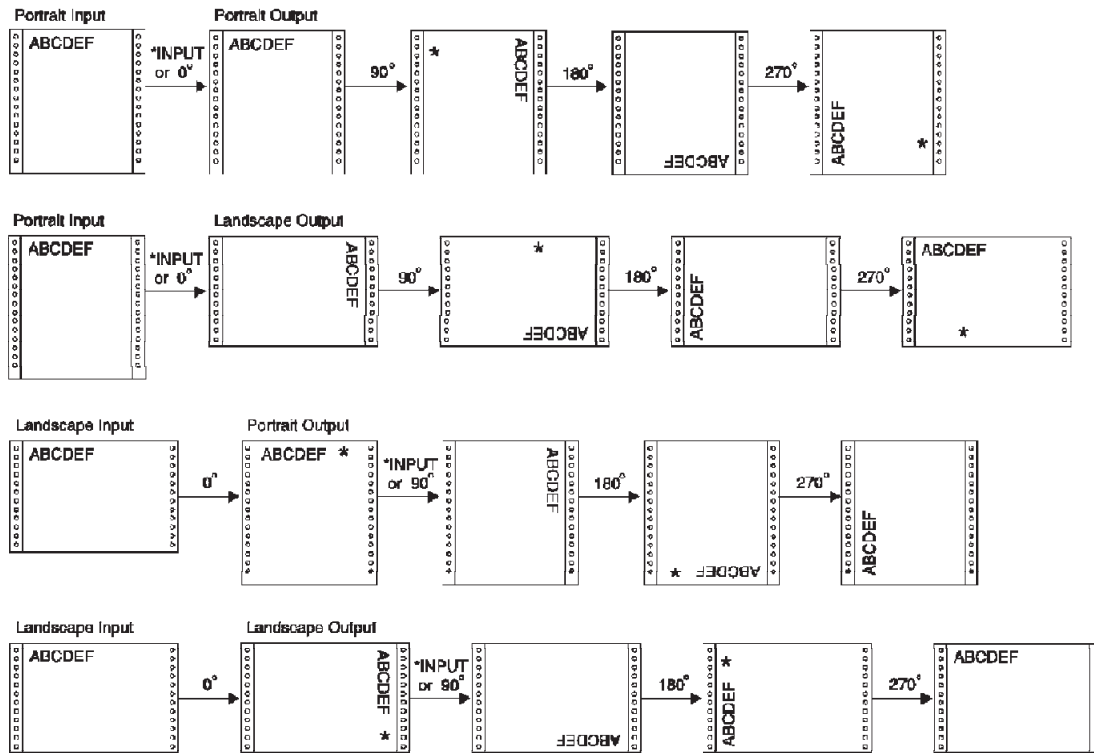 Portrait Input Portrait Output
ABCDEF *INPUT or 0° ABCDEF 90° * ABCDEF 180° ABCDEF 270° ABCDEF *
Portrait Input Landscape Output
ABCDEF *INPUT or 0° ABCDEF 90° * ABCDEF 180° ABCDEF 270° ABCDEF *
Landscape Input Portrait Output
ABCDEF 0° ABCDEF * *INPUT or 90° ABCDEF 180° * ABCDEF 270° ABCDEF
Landscape Input Landscape Output
ABCDEF 0° ABCDEF * *INPUT or 90° ABCDEF 180° ABCDEF * 270° ABCDEF